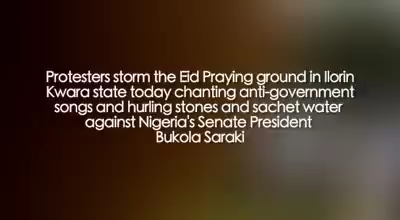 Protesters storm the Eid Praying ground in Ilorin
Kwara state today chanting anti-government
songs and hurling stones and sachet water
against Nigeria's Senate President
Bukola Saraki